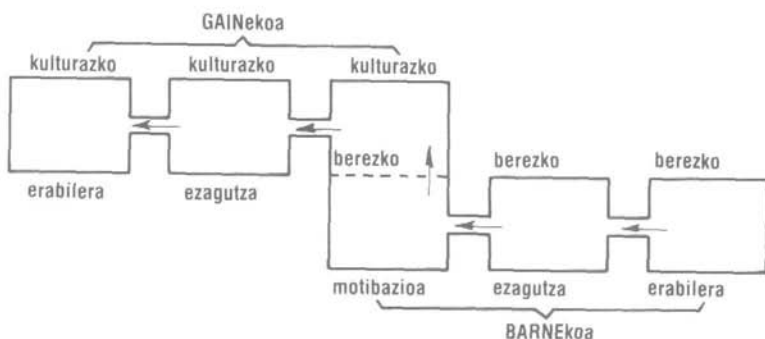 GAINekoa
kulturazko kulturazko kulturazko
berezko berezko berezko
erabilera ezagutza
motibazioa ezagutza erabilera
BARNEkoa